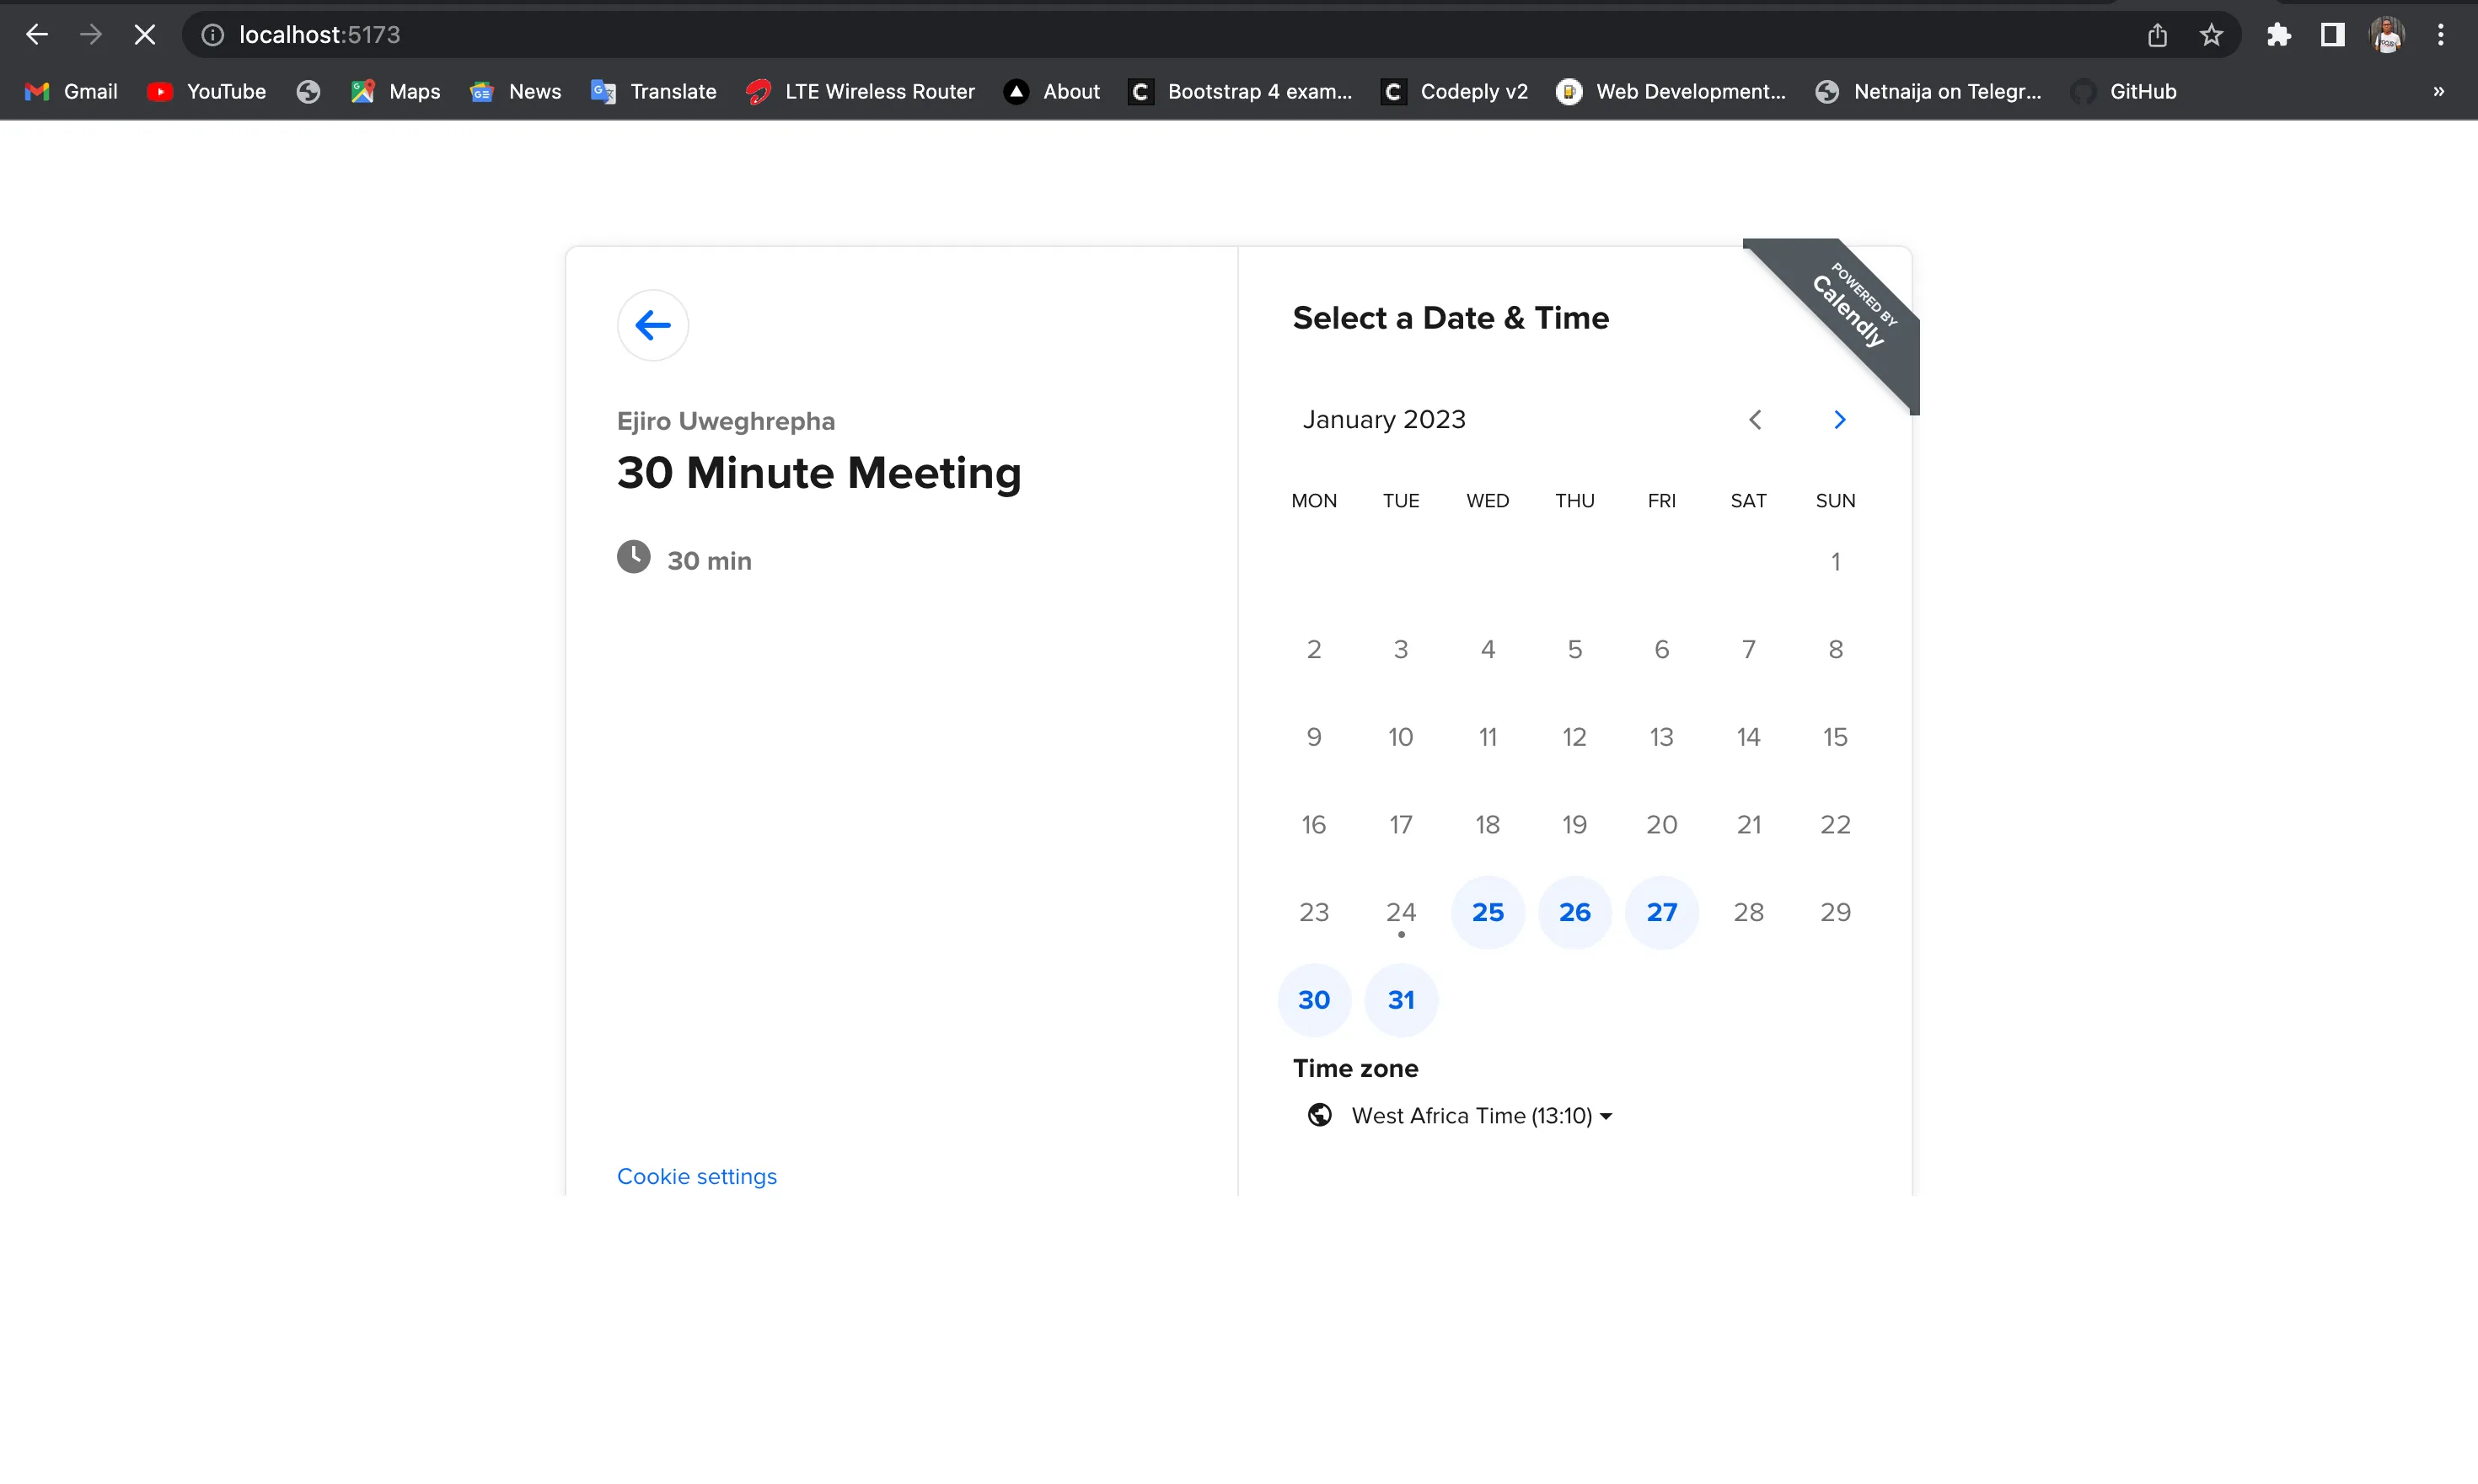 localhost:5173
Gmail YouTube Maps News Translate LTE Wireless Router About Bootstrap 4 exam... Codeply v2 Web Development... Netnaija on Telegr... GitHub »
POWERED BY
Calendly
Ejiro Uweghrepha
30 Minute Meeting
30 min
Cookie settings
Select a Date & Time
January 2023
MON TUE WED THU FRI SAT SUN
1
2 3 4 5 6 7 8
9 10 11 12 13 14 15
16 17 18 19 20 21 22
23 24 25 26 27 28 29
30 31
Time zone
West Africa Time (13:10)